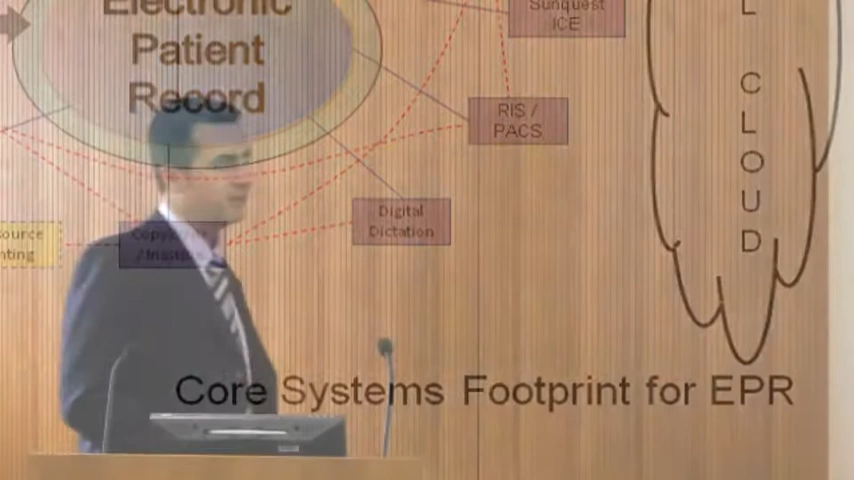 Electronic
Patient
Record
Sunquest
ICE
L
RIS /
PACS
C
L
O
U
D
Digital
Dictation
Core Systems Footprint for EPR